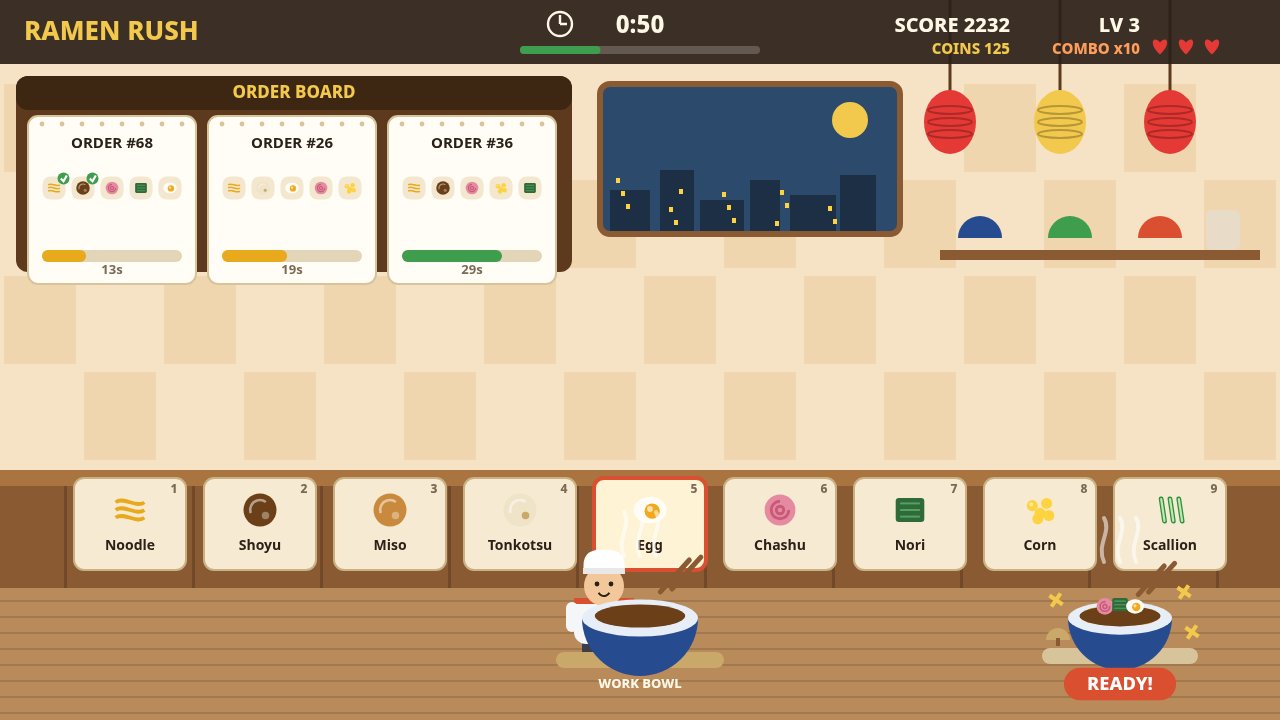 RAMEN RUSH
0:50
SCORE 2232
LV 3
COINS 125
COMBO x10
ORDER BOARD
ORDER #68
ORDER #26
ORDER #36
13s
19s
29s
1
2
3
4
5
6
7
8
9
Noodle
Shoyu
Miso
Tonkotsu
Egg
Chashu
Nori
Corn
Scallion
WORK BOWL
READY!